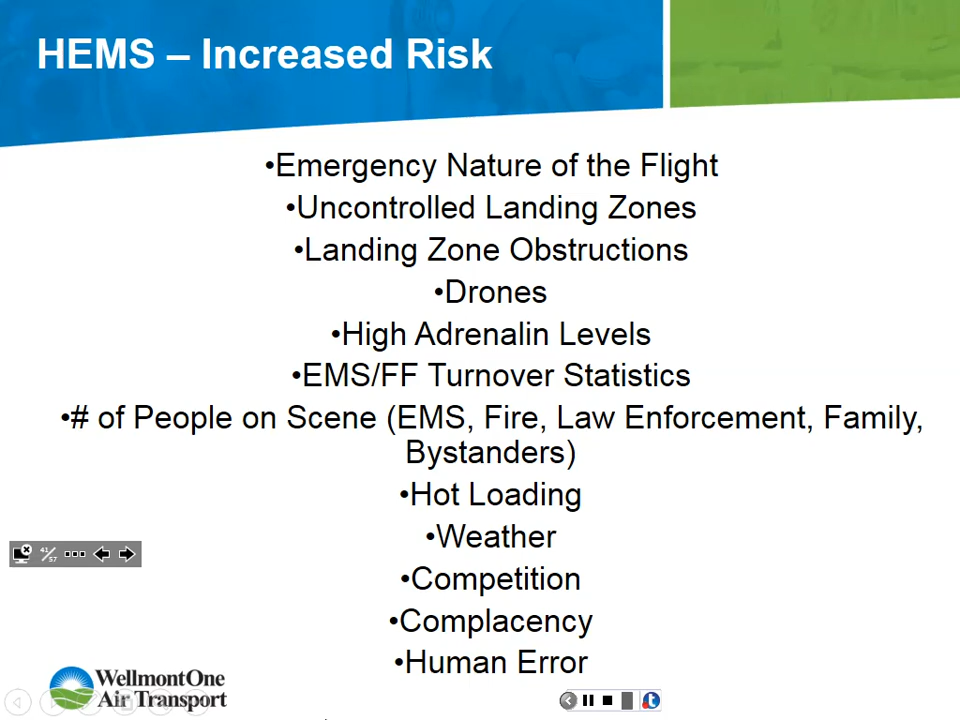 HEMS – Increased Risk
•Emergency Nature of the Flight
•Uncontrolled Landing Zones
•Landing Zone Obstructions
•Drones
•High Adrenalin Levels
•EMS/FF Turnover Statistics
•# of People on Scene (EMS, Fire, Law Enforcement, Family,
Bystanders)
•Hot Loading
•Weather
•Competition
•Complacency
•Human Error
41/57
WellmontOne
Air Transport
t